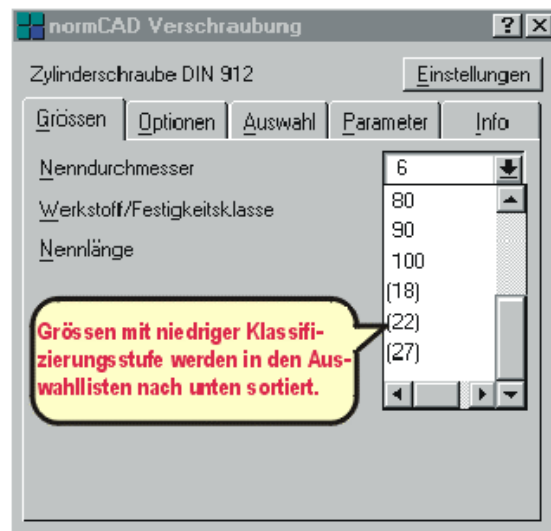 normCAD Verschraubung
Zylinderschraube DIN 912
Einstellungen
Grössen
Optionen
Auswahl
Parameter
Info
Nenndurchmesser
6
Werkstoff/Festigkeitsklasse
Nennlänge
80
90
100
(18)
(22)
(27)
Grössen mit niedriger Klassifi-
zierungsstufe werden in den Aus-
wahllisten nach unten sortiert.